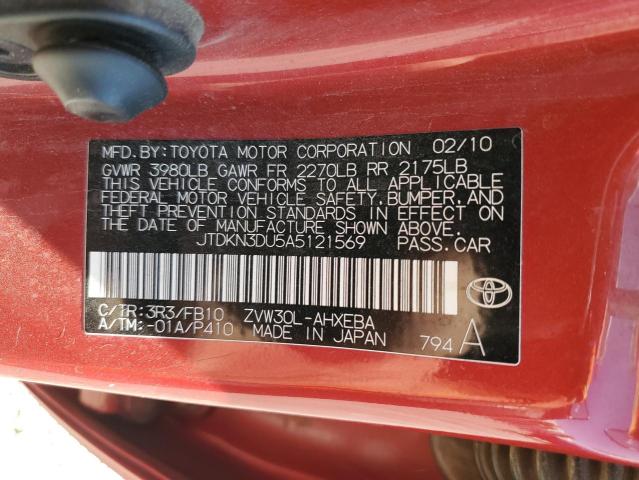 MFD. BY: TOYOTA MOTOR CORPORATION 02/10
GVWR 3980LB GAWR FR 2270LB RR 2175LB
THIS VEHICLE CONFORMS TO ALL APPLICABLE
FEDERAL MOTOR VEHICLE SAFETY, BUMPER, AND
THEFT PREVENTION STANDARDS IN EFFECT ON
THE DATE OF MANUFACTURE SHOWN ABOVE.
JTDKN3DU5A5121569 PASS. CAR
C/TR: 3R3/FB10 ZVW30L-AHXEBA
A/TM: -01A/P410 MADE IN JAPAN 794 A